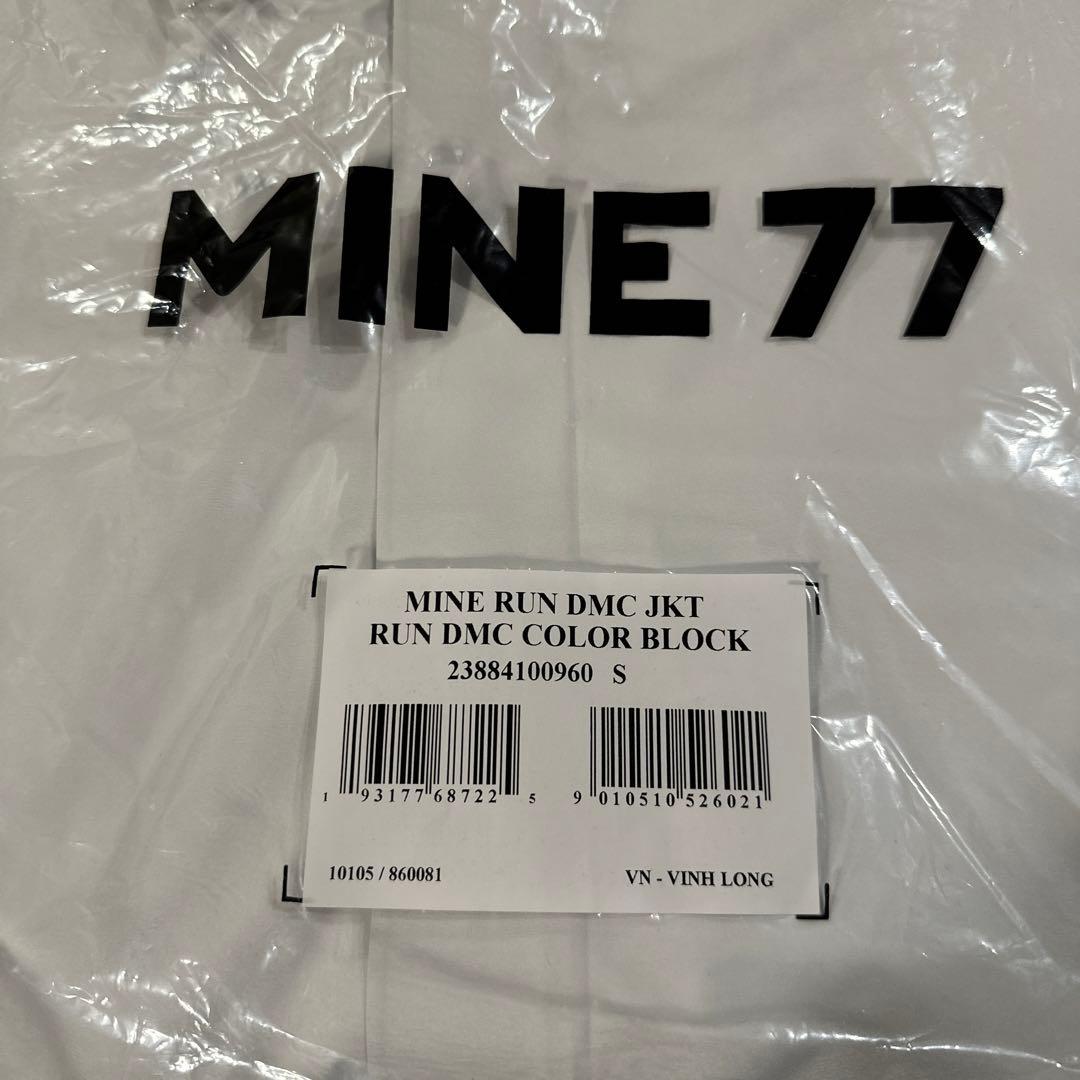 MINE 77
MINE RUN DMC JKT
RUN DMC COLOR BLOCK
23884100960 S
1 93177 68722 5
9 010510 526021
10105 / 860081
VN - VINH LONG